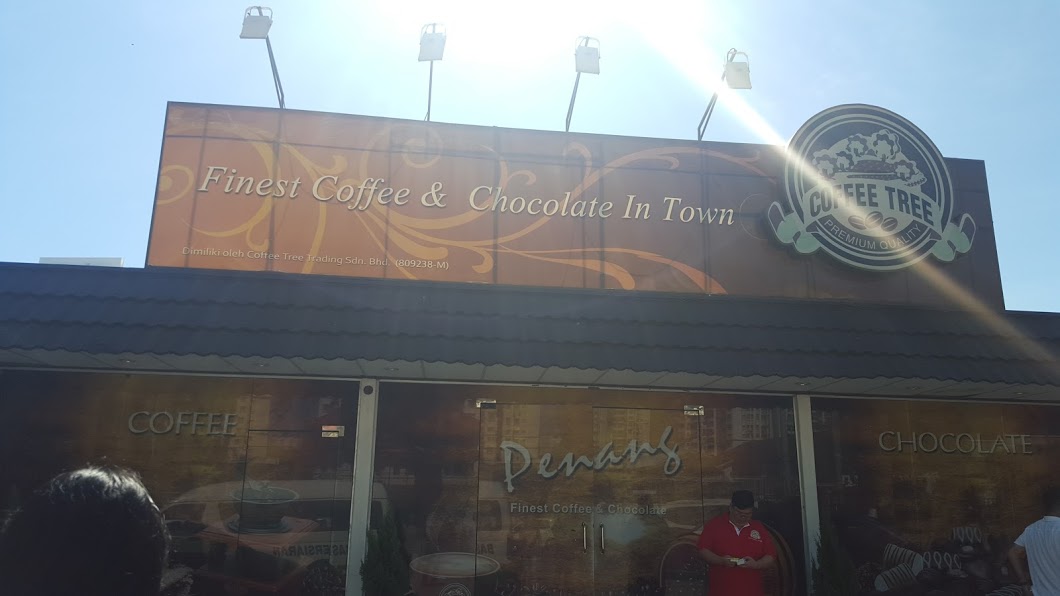 Finest Coffee & Chocolate In Town
Dimiliki oleh Coffee Tree Trading Sdn. Bhd. (809238-M)
COFFEE TREE
PREMIUM QUALITY
COFFEE
Penang
Finest Coffee & Chocolate
CHOCOLATE